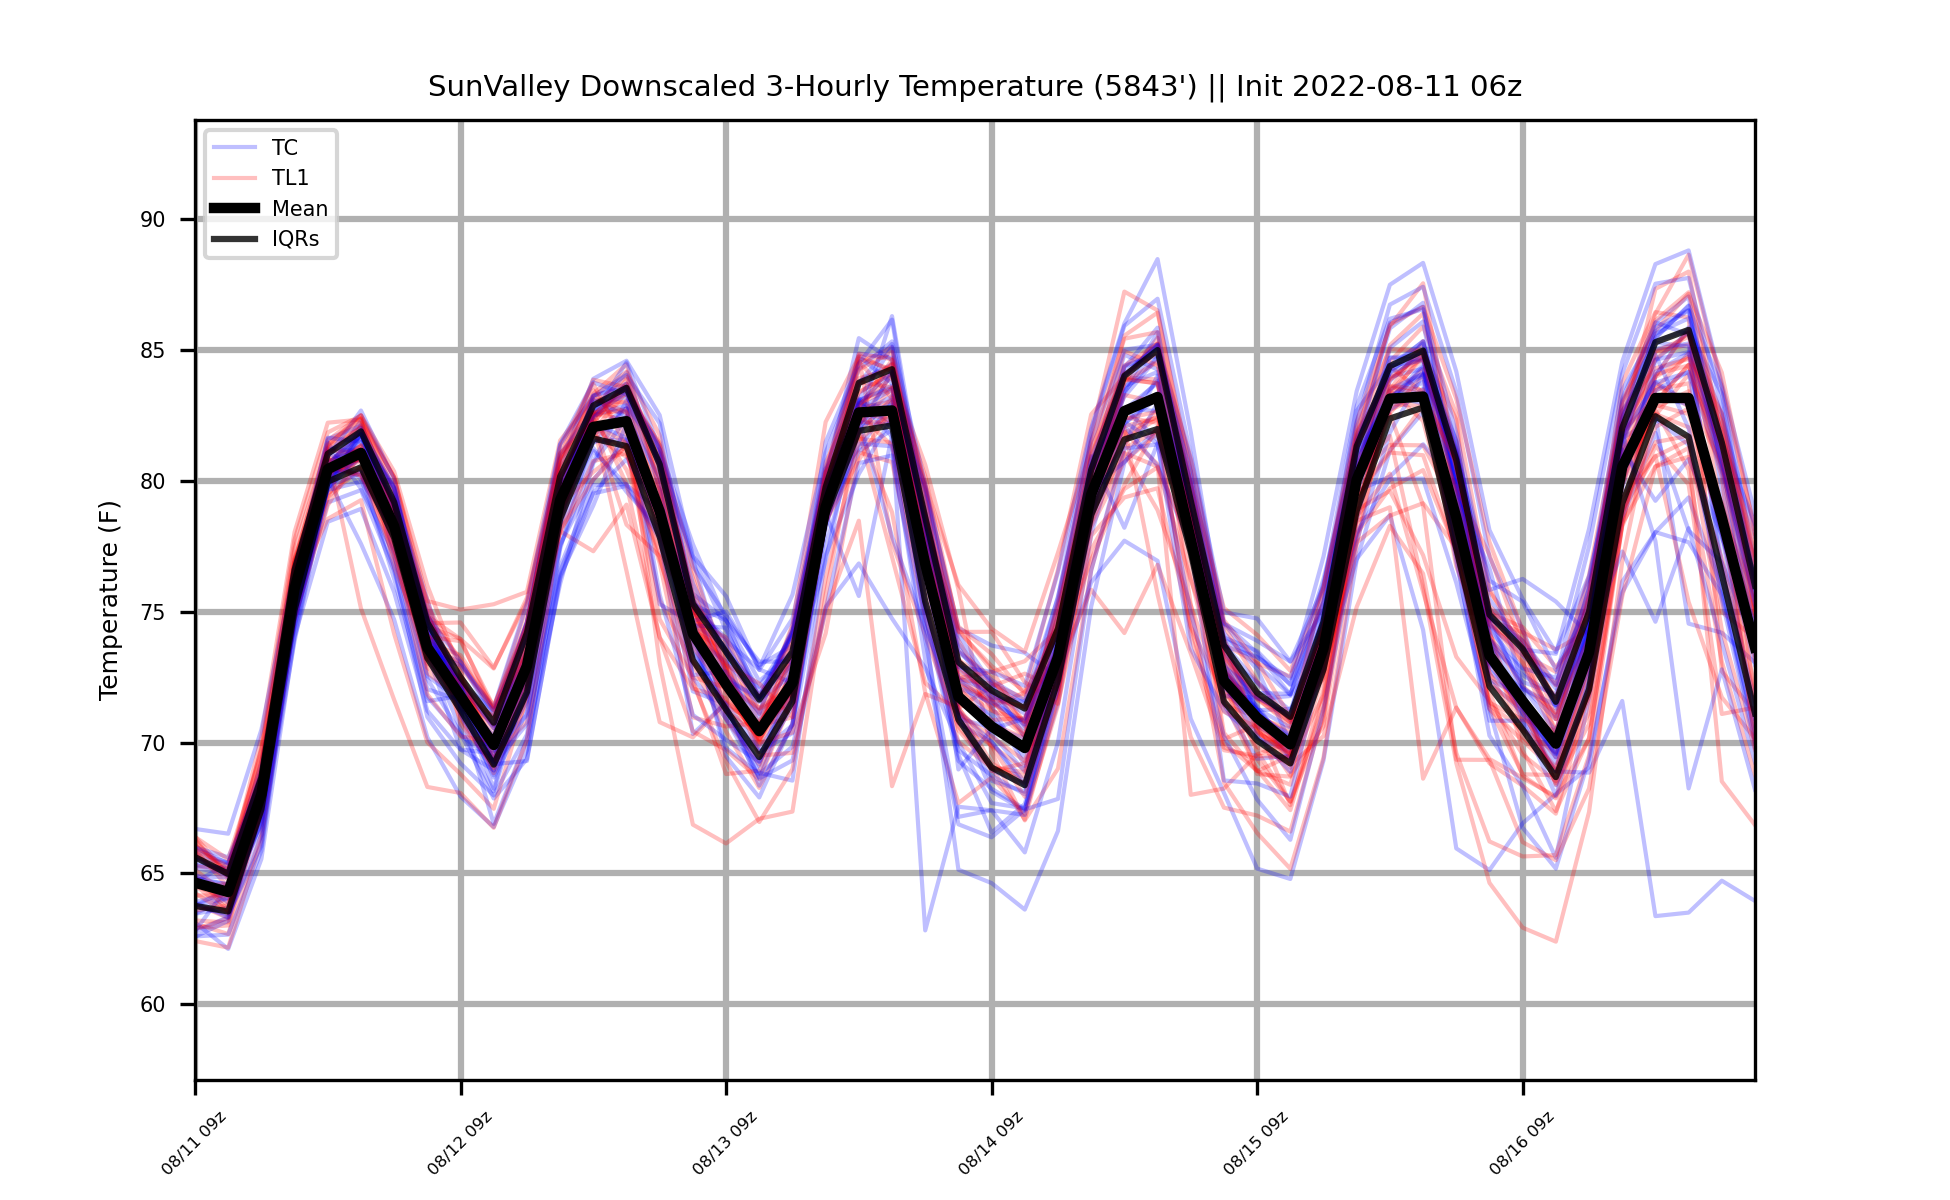 SunValley Downscaled 3-Hourly Temperature (5843') || Init 2022-08-11 06z
TC
TL1
Mean
IQRs
Temperature (F)
90
85
80
75
70
65
60
08/11 09z
08/12 09z
08/13 09z
08/14 09z
08/15 09z
08/16 09z